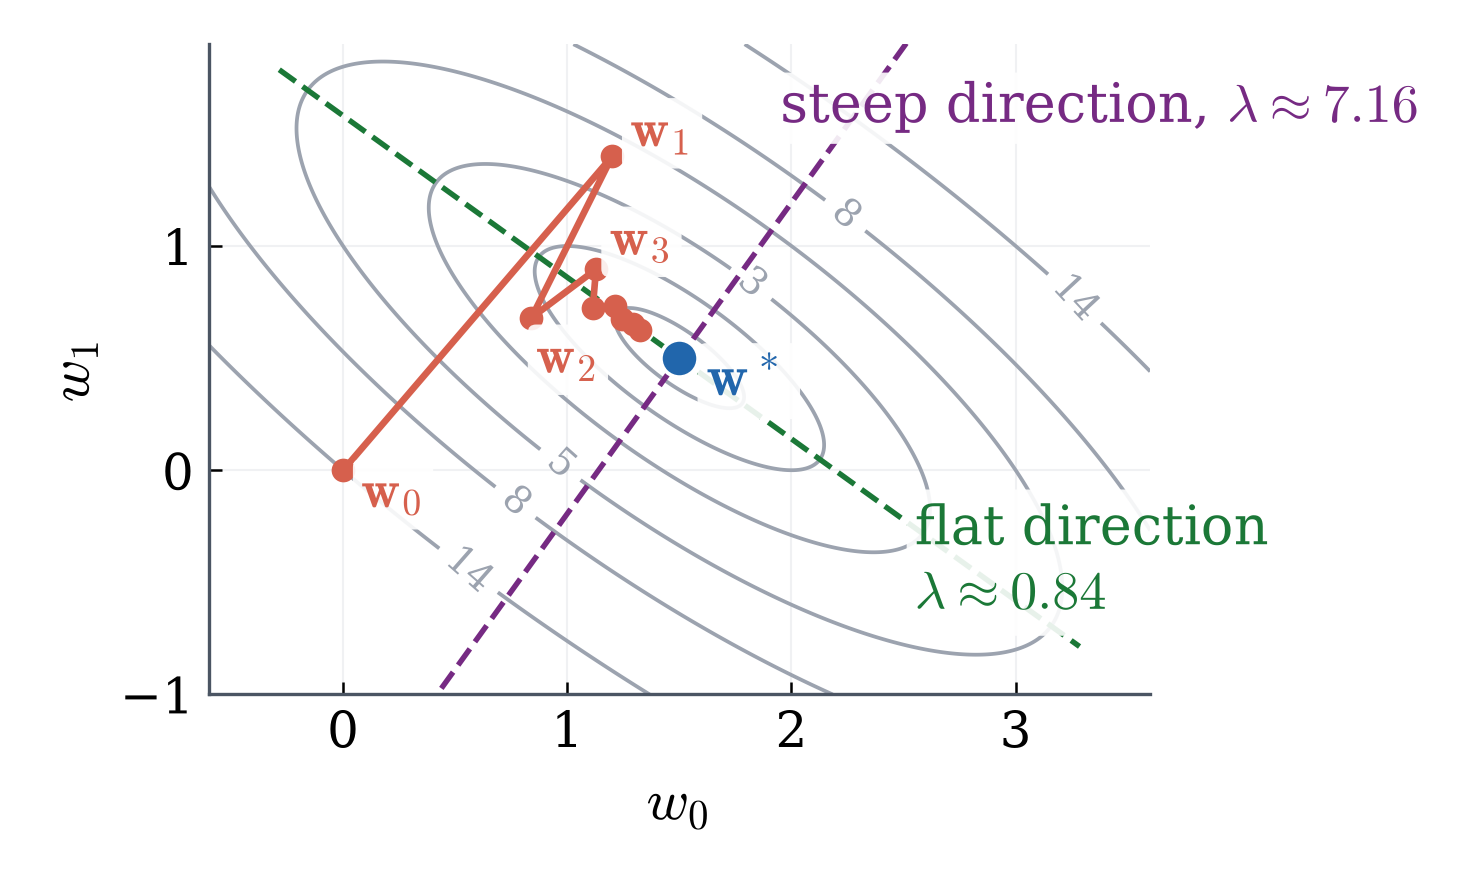 steep direction, λ ≈ 7.16
w₁
8
w₃
1
3
14
w₂
w*
w₁
5
0
w₀
8
flat direction
14
λ ≈ 0.84
−1
0
1
2
3
w₀